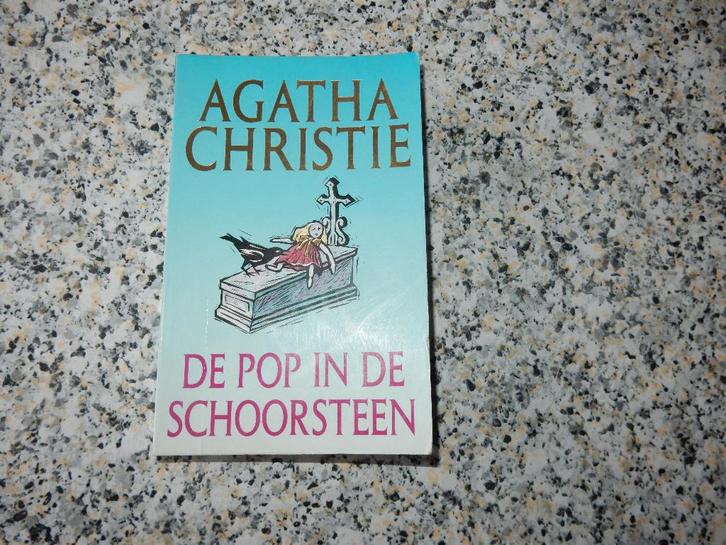 AGATHA
CHRISTIE
DE POP IN DE
SCHOORSTEEN